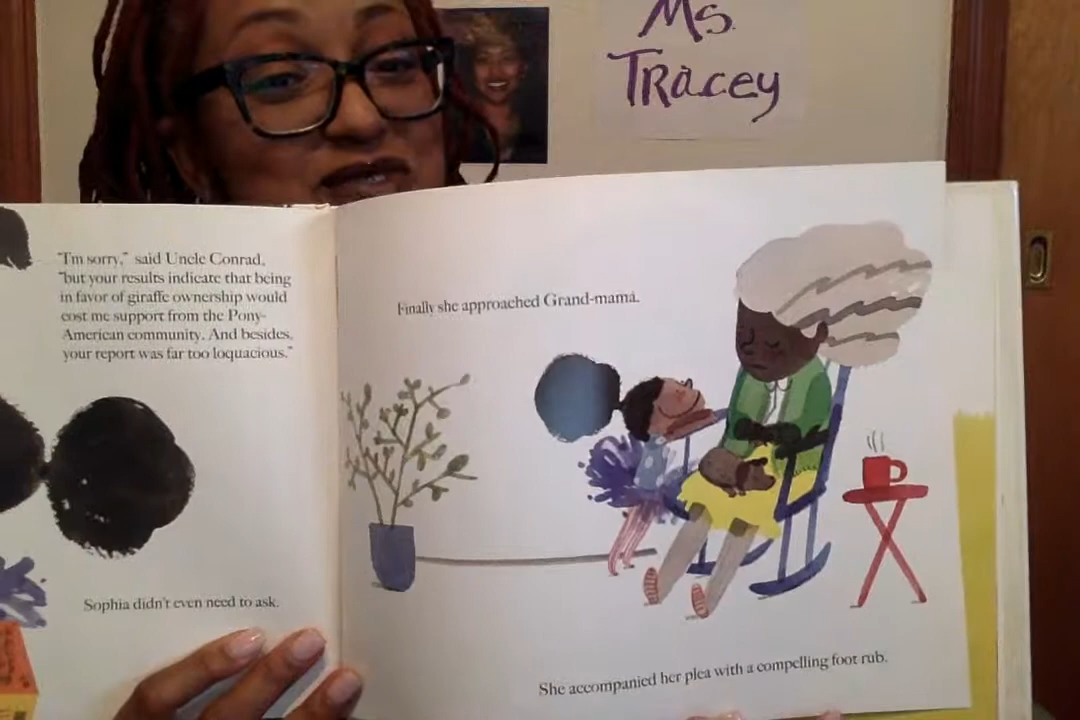 Ms.
Tracey
"I'm sorry," said Uncle Conrad,
"but your results indicate that being
in favor of giraffe ownership would
cost me support from the Pony-
American community. And besides,
your report was far too loquacious."
Sophia didn't even need to ask.
Finally she approached Grand-mamá.
She accompanied her plea with a compelling foot rub.